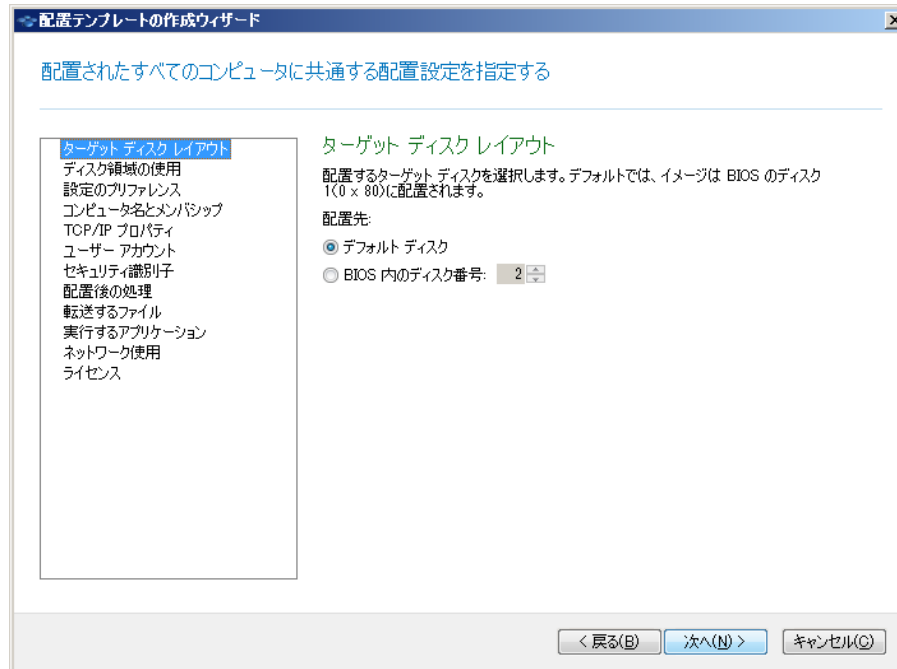 配置テンプレートの作成ウィザード
配置されたすべてのコンピュータに共通する配置設定を指定する
ターゲット ディスク レイアウト
ディスク領域の使用
設定のプリファレンス
コンピュータ名とメンバシップ
TCP/IP プロパティ
ユーザー アカウント
セキュリティ識別子
配置後の処理
転送するファイル
実行するアプリケーション
ネットワーク使用
ライセンス
ターゲット ディスク レイアウト
配置するターゲット ディスクを選択します。デフォルトでは、イメージは BIOS のディスク
1(0 x 80)に配置されます。
配置先:
デフォルト ディスク
BIOS 内のディスク番号: 2
< 戻る(B)
次へ(N) >
キャンセル(C)